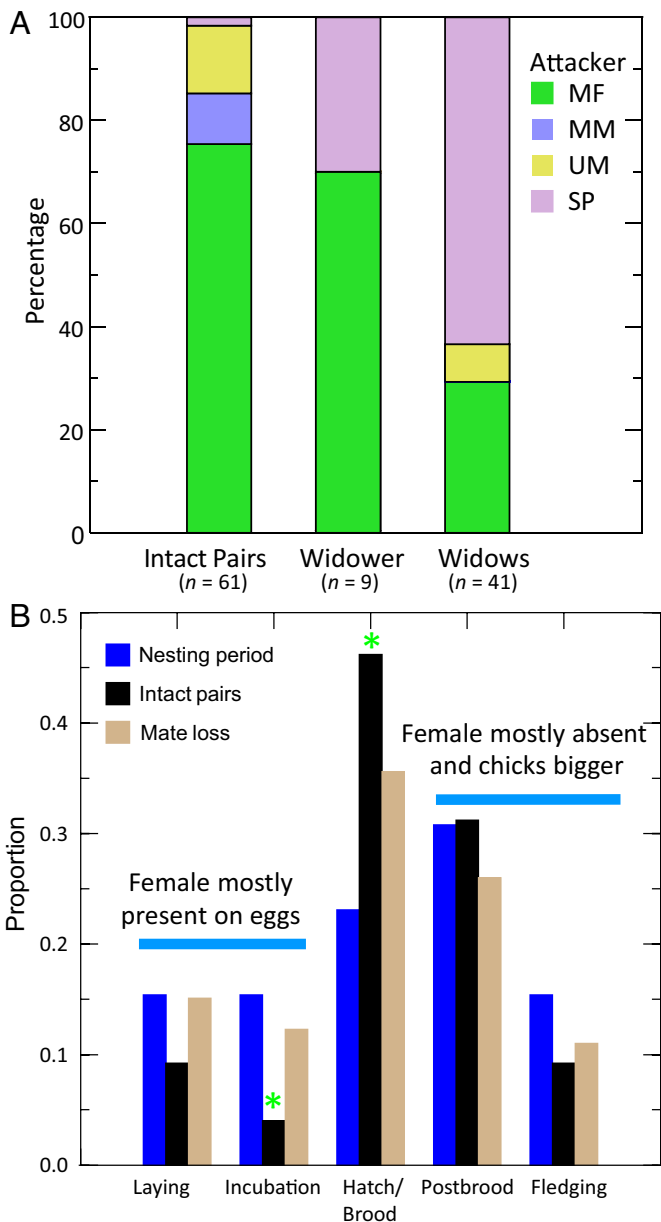 A
100
80
60
40
20
0
Percentage
Attacker
MF
MM
UM
SP
Intact Pairs
(n = 61)
Widower
(n = 9)
Widows
(n = 41)
B
0.5
0.4
0.3
0.2
0.1
0.0
Proportion
Nesting period
Intact pairs
Mate loss
*
Female mostly absent
and chicks bigger
Female mostly
present on eggs
*
Laying
Incubation
Hatch/
Brood
Postbrood
Fledging